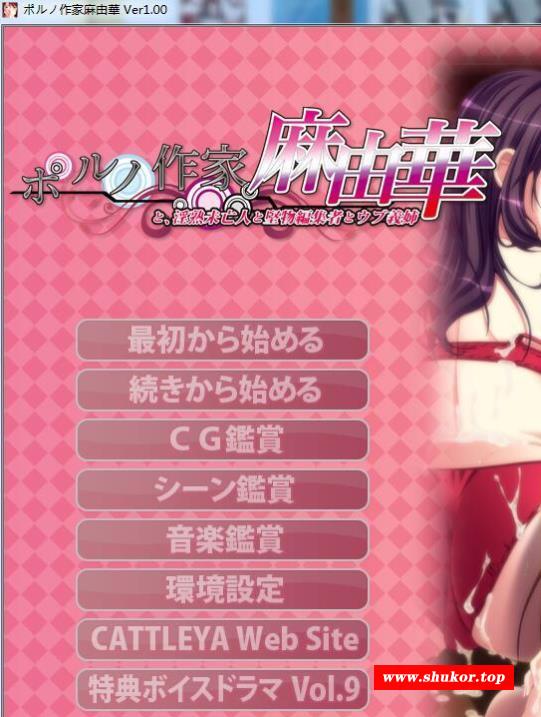 ポルノ作家麻由華 Ver1.00
ポルノ作家 麻由華
と、淫熟未亡人と堅物編集者とウブ義姉
最初から始める
続きから始める
ＣＧ鑑賞
シーン鑑賞
音楽鑑賞
環境設定
CATTLEYA Web Site
特典ボイスドラマ Vol.9
www.shukor.top